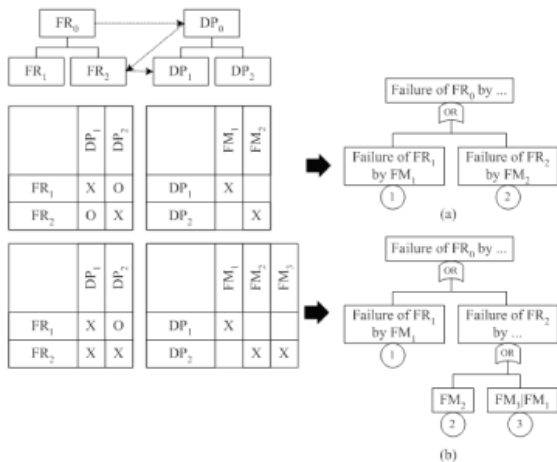 FR0 DP0
FR1 FR2 DP1 DP2
DP1 DP2 FM1 FM2
FR1 X O DP1 X
FR2 O X DP2 X
Failure of FR0 by ...
OR
Failure of FR1 by FM1
Failure of FR2 by FM2
1 2
(a)
DP1 DP2 FM1 FM2 FM3
FR1 X O DP1 X
FR2 X X DP2 X X
Failure of FR0 by ...
OR
Failure of FR1 by FM1
Failure of FR2 by ...
1
OR
FM2 FM3|FM1
2 3
(b)